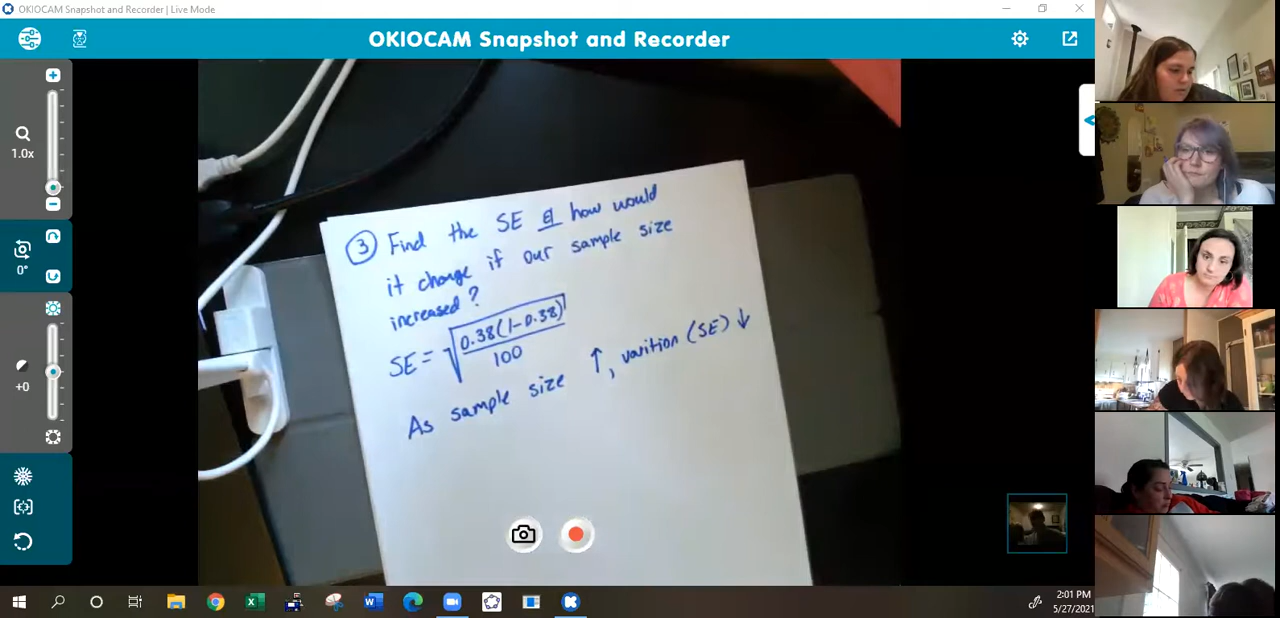 OKIOCAM Snapshot and Recorder | Live Mode
OKIOCAM Snapshot and Recorder
1.0x
0°
+0
3 Find the SE & how would
it change if our sample size
increased?
SE = √(0.38(1-0.38)/100)
As sample size ↑, varition (SE) ↓
2:01 PM
5/27/2021